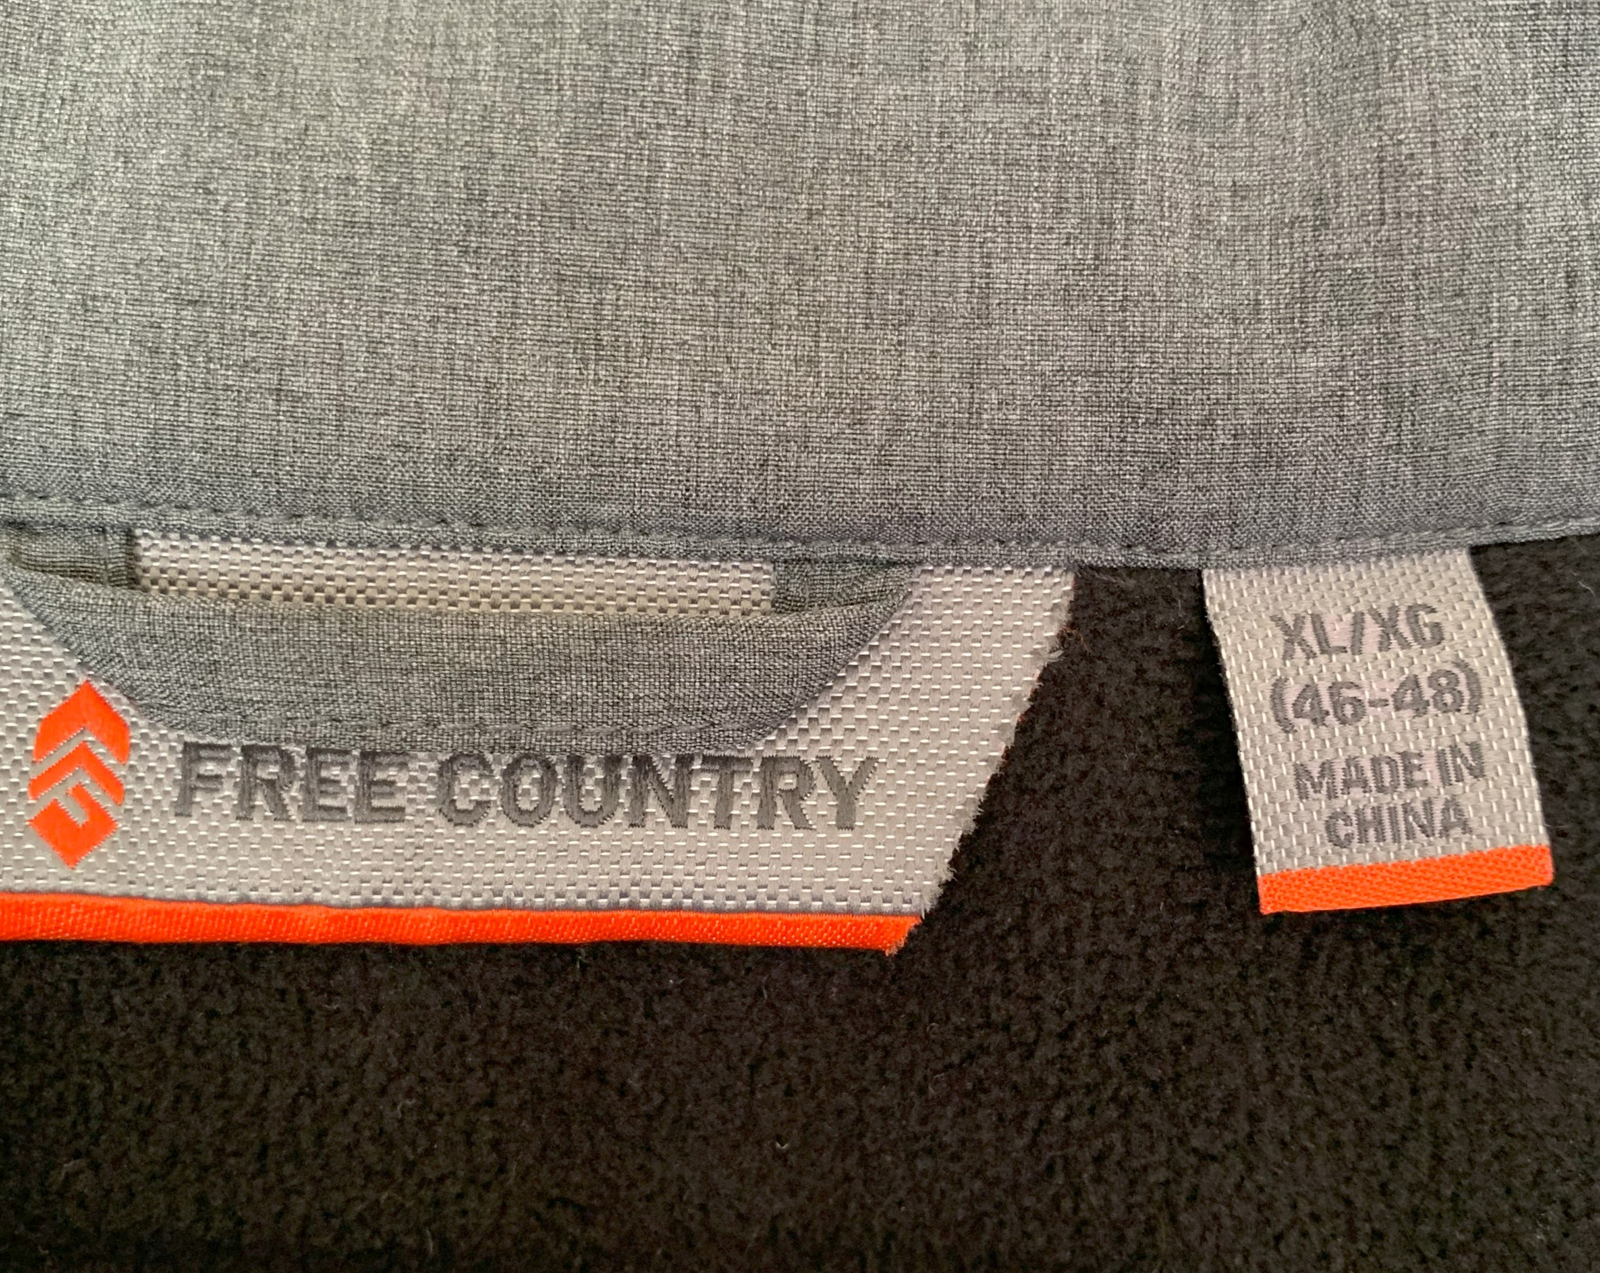 FREE COUNTRY
XL/XG
(46-48)
MADE IN
CHINA